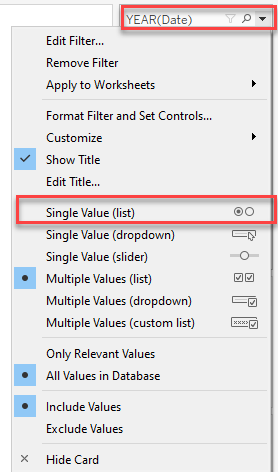 YEAR(Date)
Edit Filter...
Remove Filter
Apply to Worksheets
Format Filter and Set Controls...
Customize
Show Title
Edit Title...
Single Value (list)
Single Value (dropdown)
Single Value (slider)
Multiple Values (list)
Multiple Values (dropdown)
Multiple Values (custom list)
Only Relevant Values
All Values in Database
Include Values
Exclude Values
Hide Card